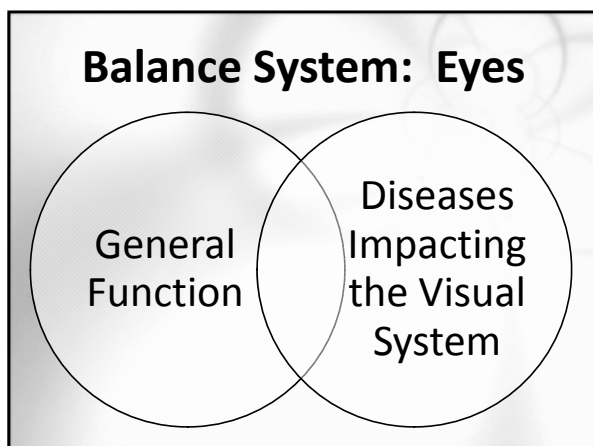 Balance System: Eyes
General
Function
Diseases
Impacting
the Visual
System